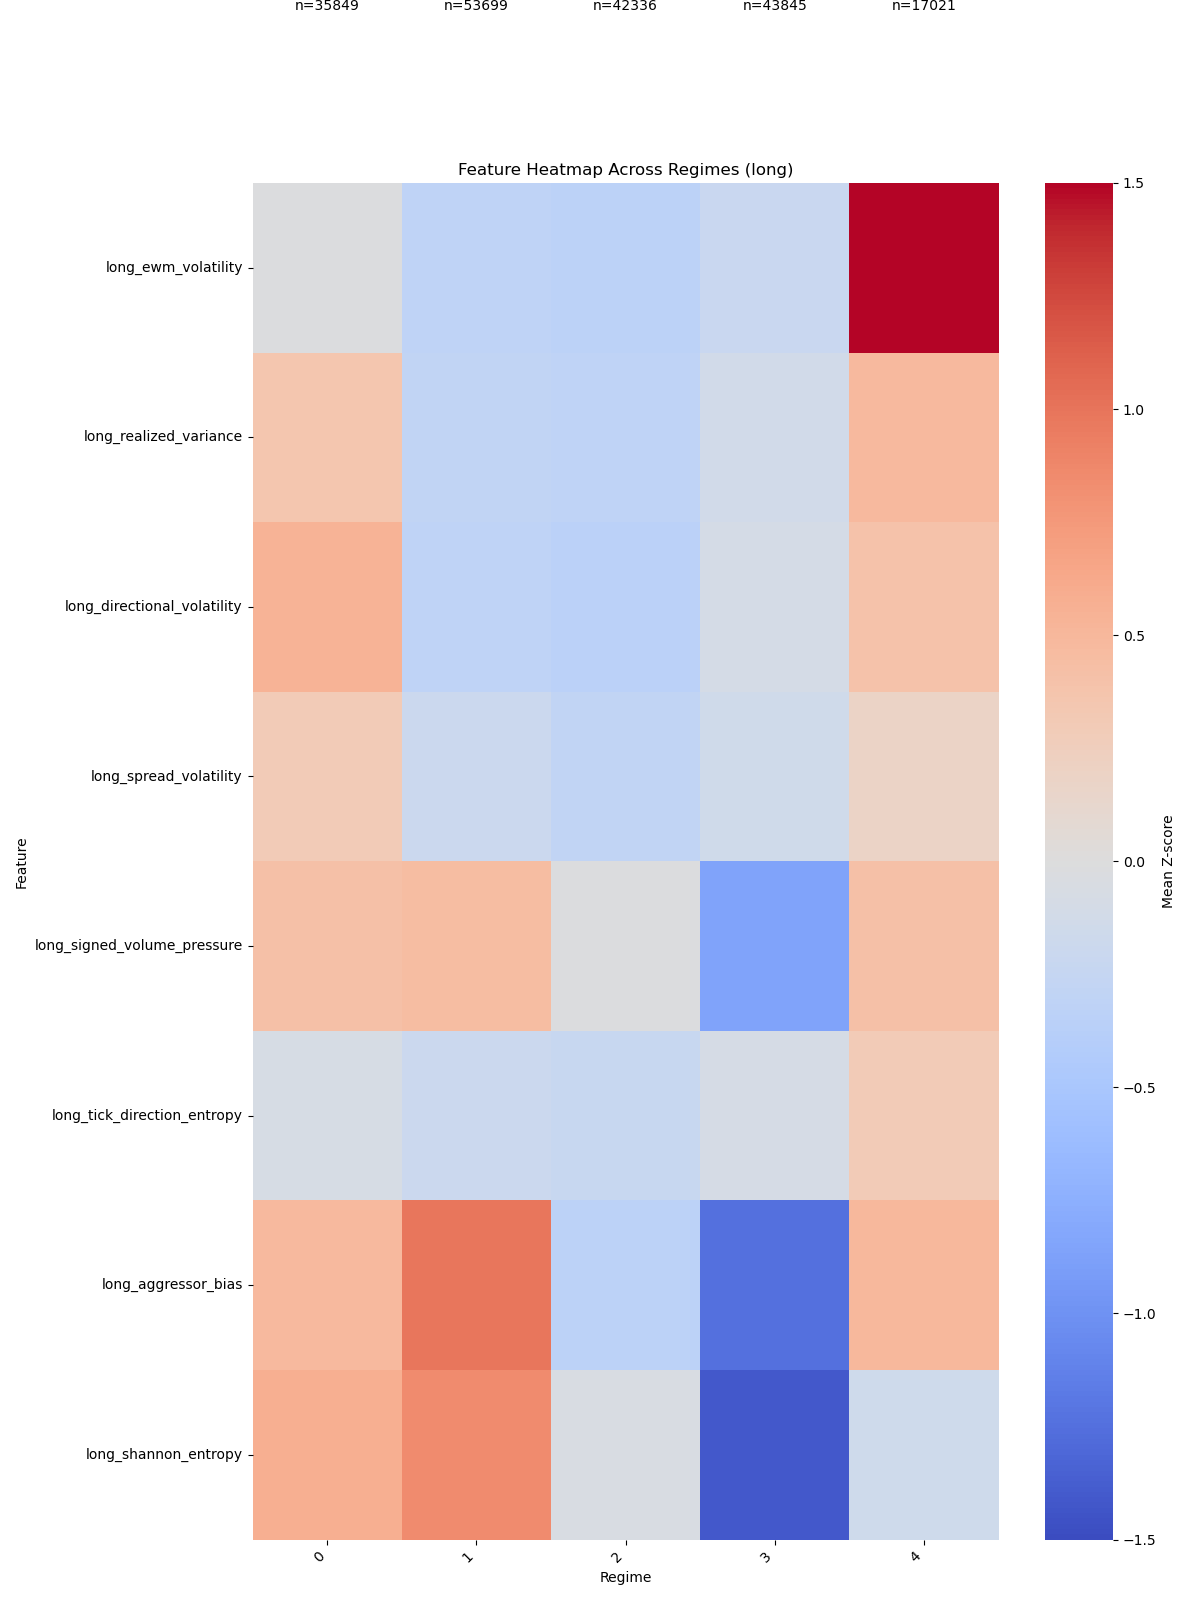 n=35849 n=53699 n=42336 n=43845 n=17021
Feature Heatmap Across Regimes (long)
long_ewm_volatility
long_realized_variance
long_directional_volatility
long_spread_volatility
long_signed_volume_pressure
long_tick_direction_entropy
long_aggressor_bias
long_shannon_entropy
Feature
0 1 2 3 4
Regime
1.5
1.0
0.5
0.0
−0.5
−1.0
−1.5
Mean Z-score